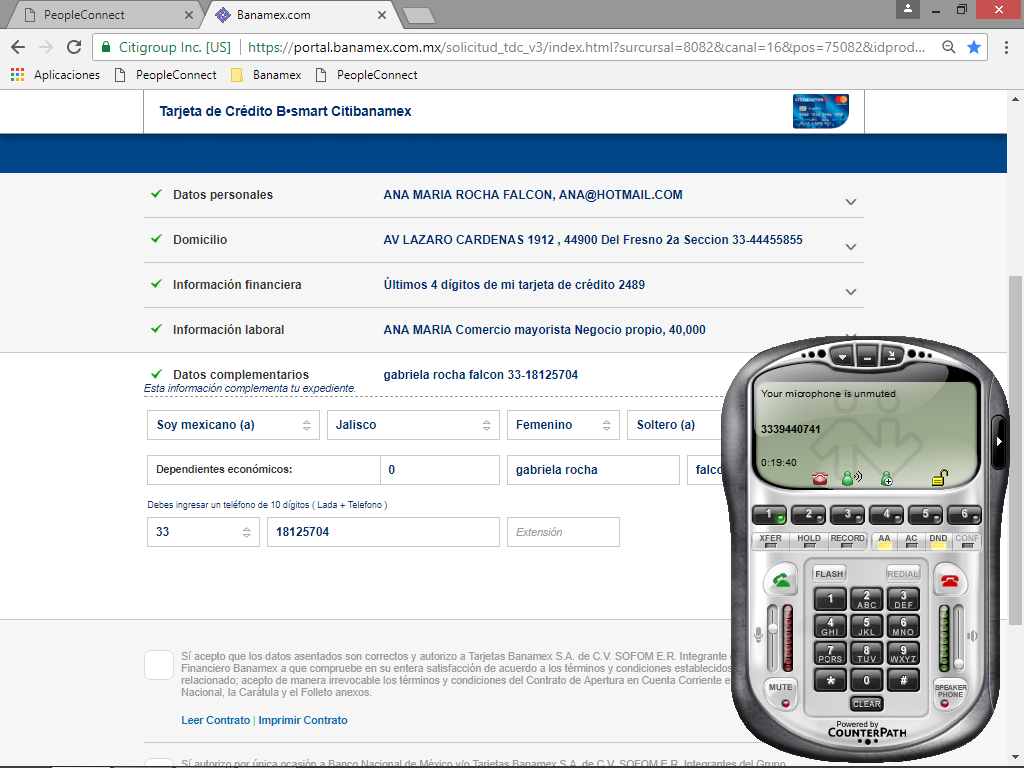 PeopleConnect
Banamex.com
Citigroup Inc. [US]
https://portal.banamex.com.mx/solicitud_tdc_v3/index.html?surcursal=8082&canal=16&pos=75082&idprod...
Aplicaciones
PeopleConnect
Banamex
PeopleConnect
Tarjeta de Crédito B•smart Citibanamex
citibanamex
Datos personales
ANA MARIA ROCHA FALCON, ANA@HOTMAIL.COM
Domicilio
AV LAZARO CARDENAS 1912 , 44900 Del Fresno 2a Seccion 33-44455855
Información financiera
Últimos 4 dígitos de mi tarjeta de crédito 2489
Información laboral
ANA MARIA Comercio mayorista Negocio propio, 40,000
Datos complementarios
gabriela rocha falcon 33-18125704
Esta información complementa tu expediente.
Soy mexicano (a)
Jalisco
Femenino
Soltero (a)
Dependientes económicos:
0
gabriela rocha
falco
Debes ingresar un teléfono de 10 dígitos ( Lada + Telefono )
33
18125704
Extensión
Sí acepto que los datos asentados son correctos y autorizo a Tarjetas Banamex S.A. de C.V. SOFOM E.R. Integrante
Financiero Banamex a que compruebe en su entera satisfacción de acuerdo a los términos y condiciones establecidos
relacionado; acepto de manera irrevocable los términos y condiciones del Contrato de Apertura en Cuenta Corriente e
Nacional, la Carátula y el Folleto anexos.
Leer Contrato | Imprimir Contrato
Sí autorizo por única ocasión a Banco Nacional de México y/o Tarjetas Banamex S.A. de C.V. SOFOM E.R. Integrantes del Grupo
Your microphone is unmuted
3339440741
0:19:40
1
2
3
4
5
6
XFER
HOLD
RECORD
AA
AC
DND
CONF
FLASH
REDIAL
1
2 ABC
3 DEF
4 GHI
5 JKL
6 MNO
7 PQRS
8 TUV
9 WXYZ
*
0
#
MUTE
SPEAKER PHONE
CLEAR
Powered by
COUNTERPATH